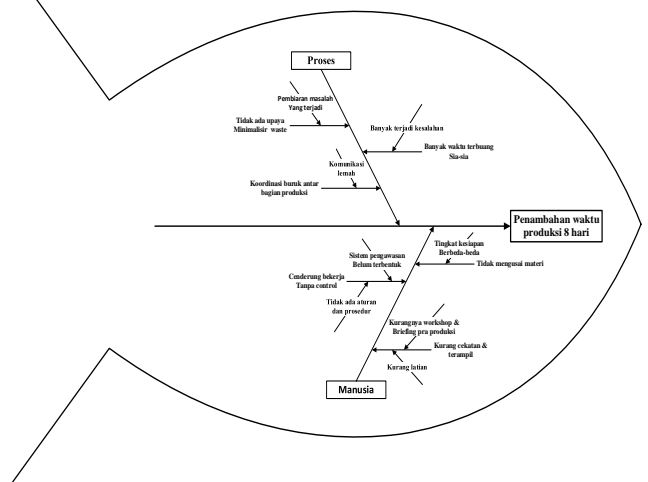 Proses
Pembiaran masalah
Yang terjadi
Tidak ada upaya
Minimalisir waste
Banyak terjadi kesalahan
Banyak waktu terbuang
Sia-sia
Komunikasi
lemah
Koordinasi buruk antar
bagian produksi
Penambahan waktu
produksi 8 hari
Tingkat kesiapan
Berbeda-beda
Tidak mengusai materi
Sistem pengawasan
Belum terbentuk
Cenderung bekerja
Tanpa control
Tidak ada aturan
dan prosedur
Kurangnya workshop &
Briefing pra produksi
Kurang cekatan &
terampil
Kurang latian
Manusia